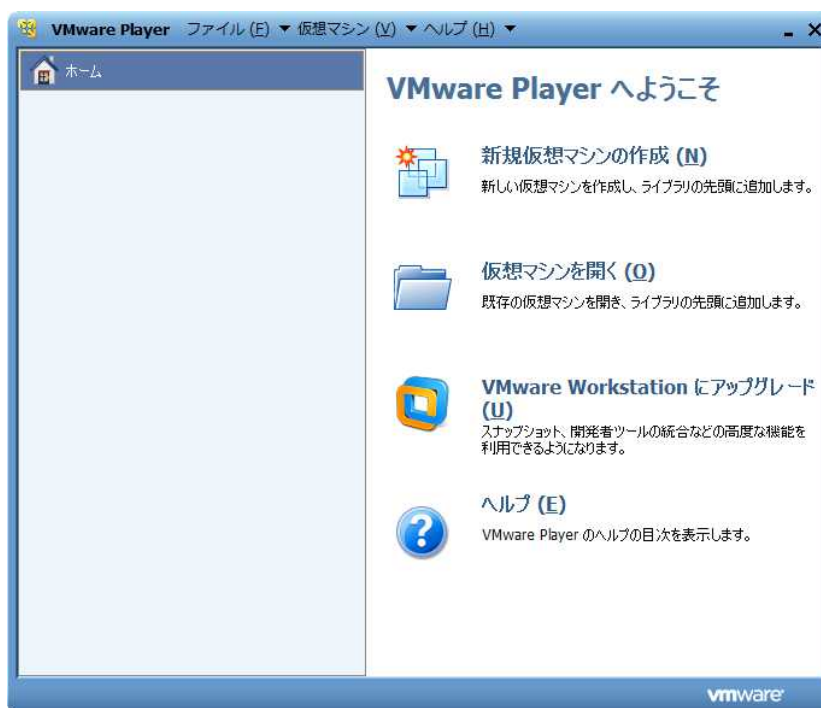 VMware Player ファイル (F) ▼ 仮想マシン (V) ▼ ヘルプ (H) ▼
ホーム
VMware Player へようこそ
新規仮想マシンの作成 (N)
新しい仮想マシンを作成し、ライブラリの先頭に追加します。
仮想マシンを開く (O)
既存の仮想マシンを開き、ライブラリの先頭に追加します。
VMware Workstation にアップグレード
(U)
スナップショット、開発者ツールの統合などの高度な機能を
利用できるようになります。
ヘルプ (E)
VMware Player のヘルプの目次を表示します。
vmware